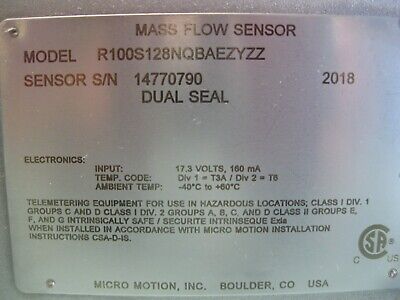 MASS FLOW SENSOR
MODEL R100S128NQBAEZYZZ
SENSOR S/N 14770790 2018
DUAL SEAL
ELECTRONICS:
INPUT: 17.3 VOLTS, 160 mA
TEMP. CODE: Div 1 = T3A / Div 2 = T6
AMBIENT TEMP: -40°C to +60°C
TELEMETERING EQUIPMENT FOR USE IN HAZARDOUS LOCATIONS; CLASS I DIV. 1
GROUPS C AND D CLASS I DIV. 2 GROUPS A, B, C, AND D CLASS II GROUPS E,
F, AND G INTRINSICALLY SAFE / SECURITE INTRINSEQUE Exia
WHEN INSTALLED IN ACCORDANCE WITH MICRO MOTION INSTALLATION
INSTRUCTIONS CSA-D-IS.
SA
C US
MICRO MOTION, INC. BOULDER, CO USA